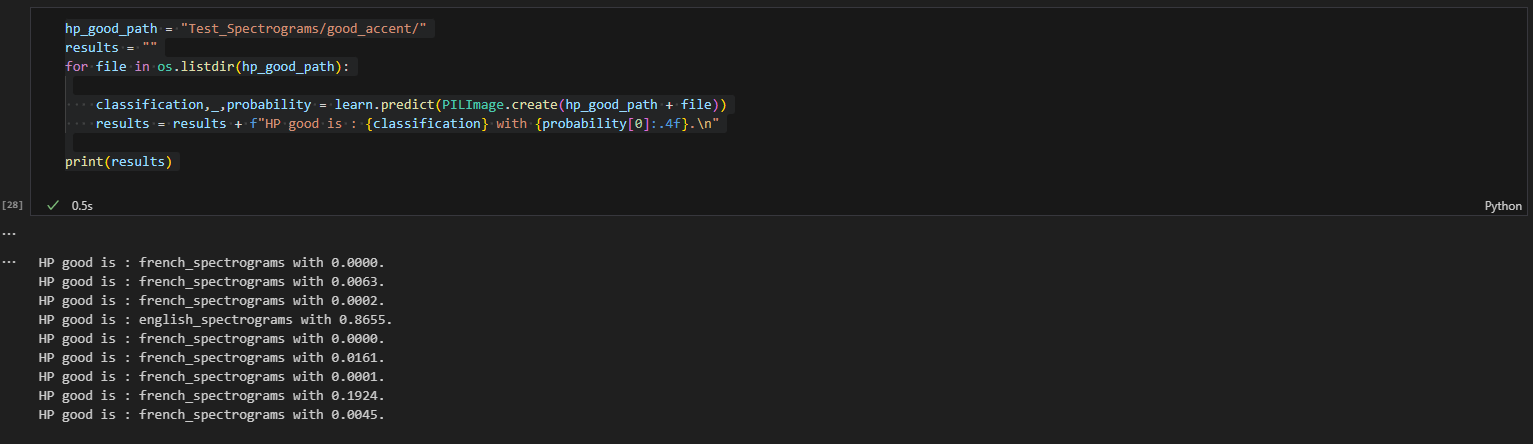 hp_good_path = "Test_Spectrograms/good_accent/"
results = ""
for file in os.listdir(hp_good_path):
    classification,_,probability = learn.predict(PILImage.create(hp_good_path + file))
    results = results + f"HP good is : {classification} with {probability[0]:.4f}.\n"
print(results)
[28]
0.5s
Python
...
...
HP good is : french_spectrograms with 0.0000.
HP good is : french_spectrograms with 0.0063.
HP good is : french_spectrograms with 0.0002.
HP good is : english_spectrograms with 0.8655.
HP good is : french_spectrograms with 0.0000.
HP good is : french_spectrograms with 0.0161.
HP good is : french_spectrograms with 0.0001.
HP good is : french_spectrograms with 0.1924.
HP good is : french_spectrograms with 0.0045.